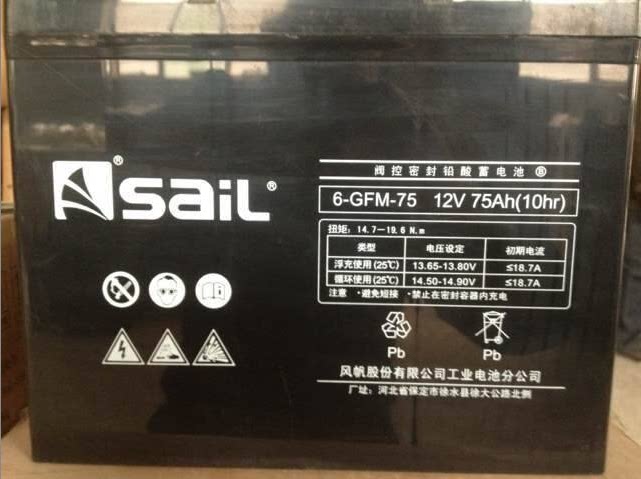 sail®
®
阀控密封铅酸蓄电池 ®
6-GFM-75 12V 75Ah(10hr)
扭矩:14.7—19.6 N.m
类型 电压设定 初期电流
浮充使用(25℃) 13.65-13.80V ≤18.7A
循环使用(25℃) 14.50-14.90V ≤18.7A
注意 •避免短接 •禁止在密封容器内充电
Pb Pb
风帆股份有限公司工业电池分公司
厂址:河北省保定市徐水县徐大公路北侧